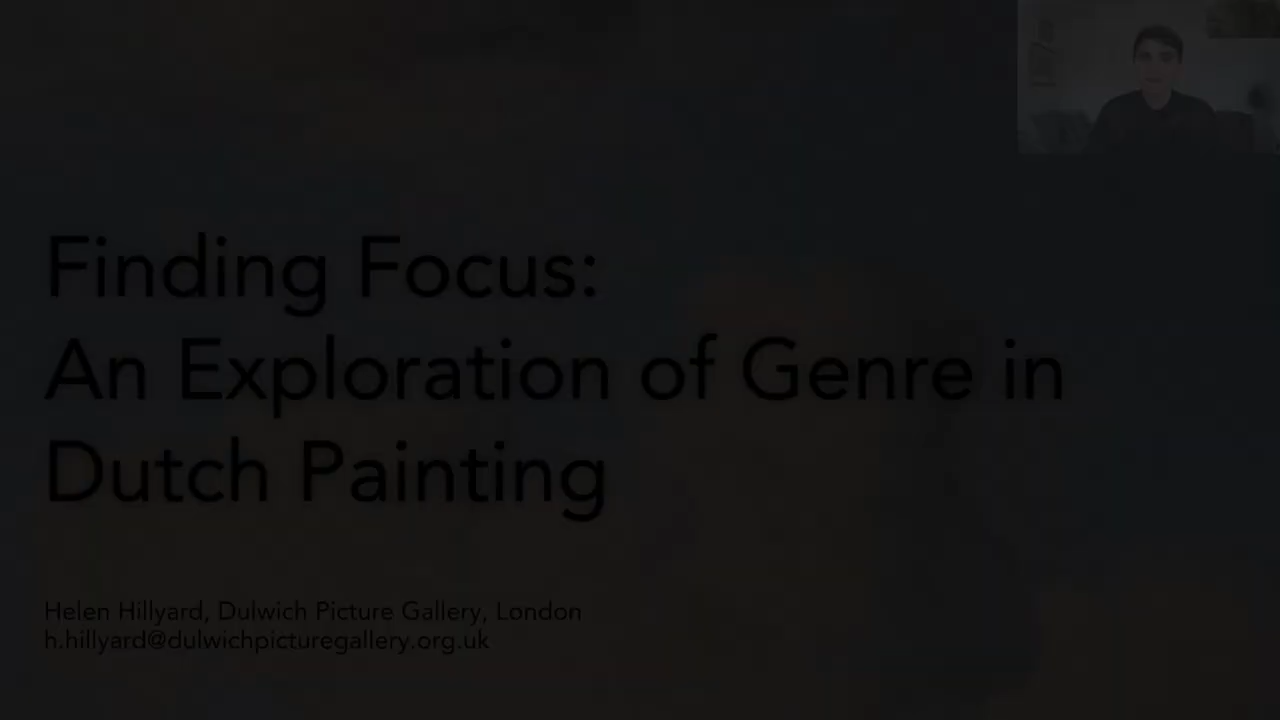 Finding Focus:
An Exploration of Genre in
Dutch Painting
Helen Hillyard, Dulwich Picture Gallery, London
h.hillyard@dulwichpicturegallery.org.uk